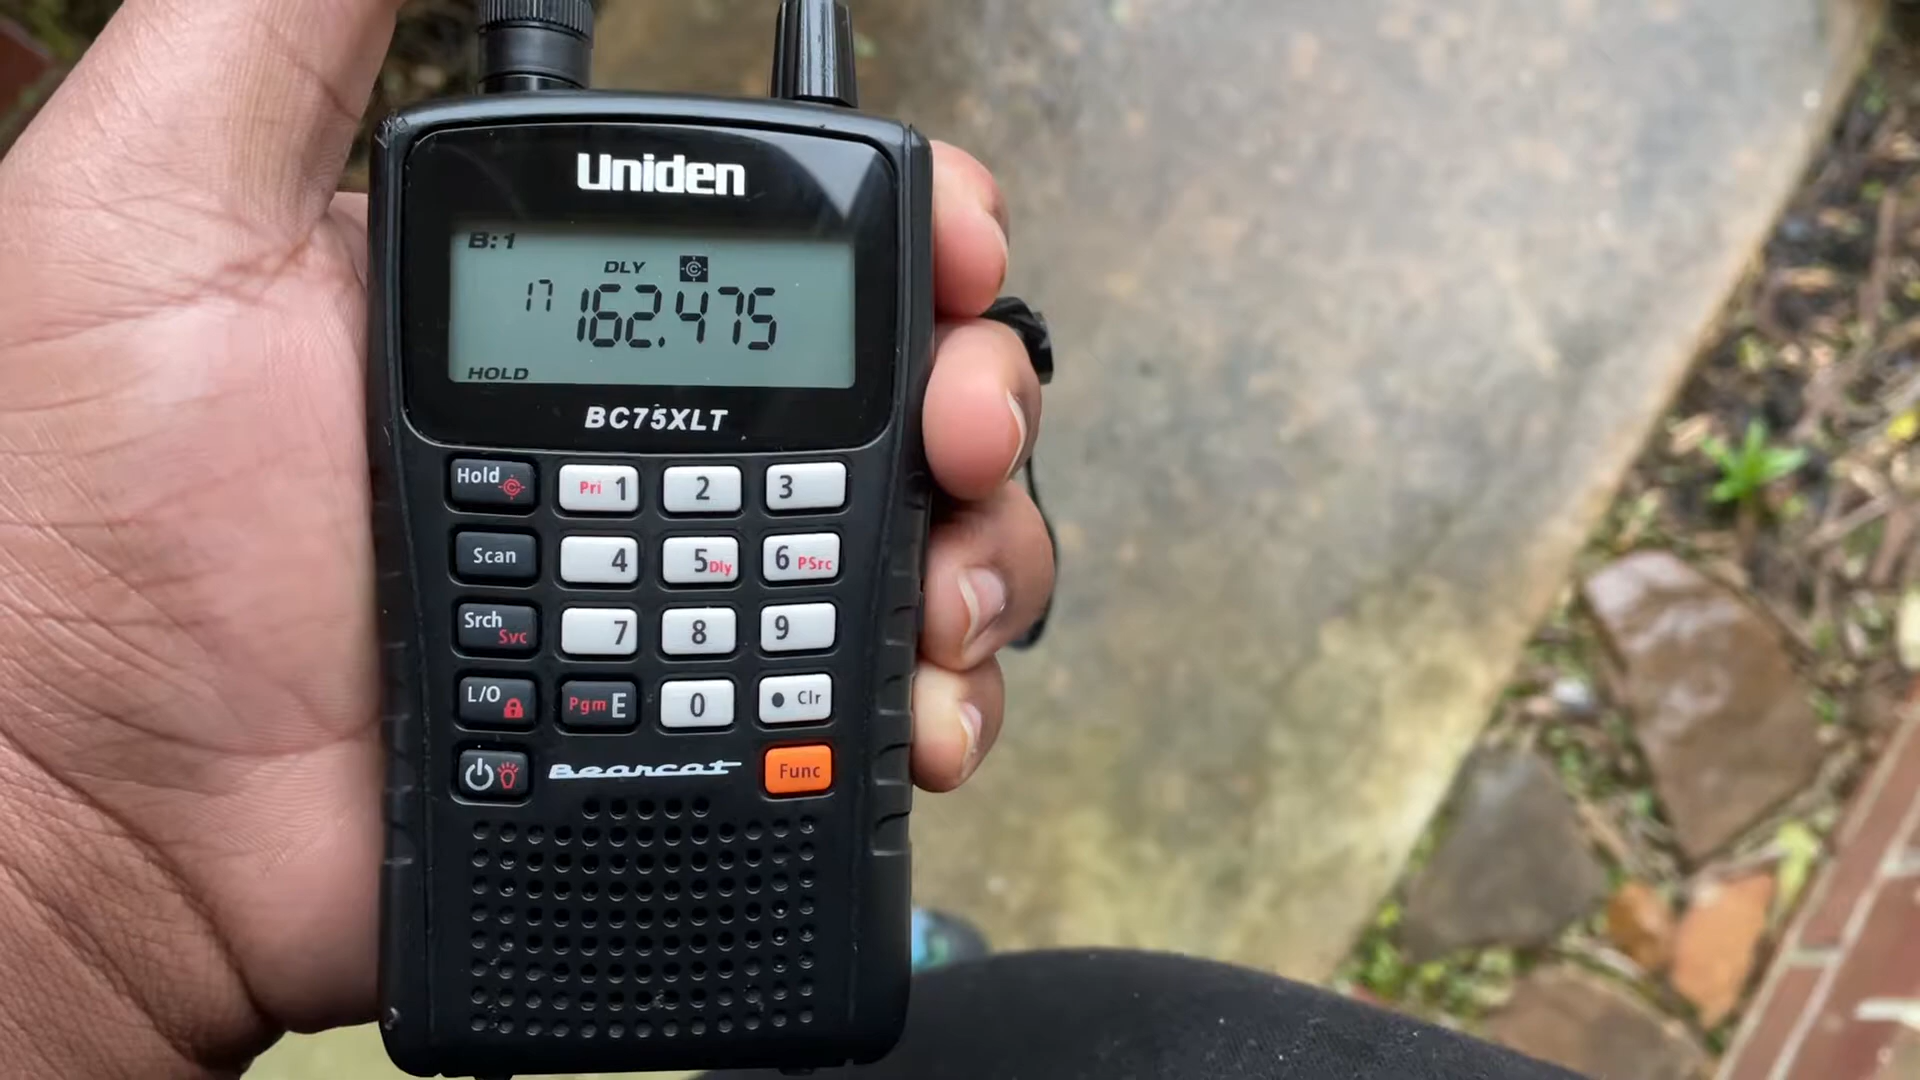 Uniden
B:1
DLY C
17 162.475
HOLD
BC75XLT
Hold C Pri 1 2 3
Scan 4 5 Dly 6 PSrc
Srch Svc 7 8 9
L/O Pgm E 0 • Clr
Bearcat Func